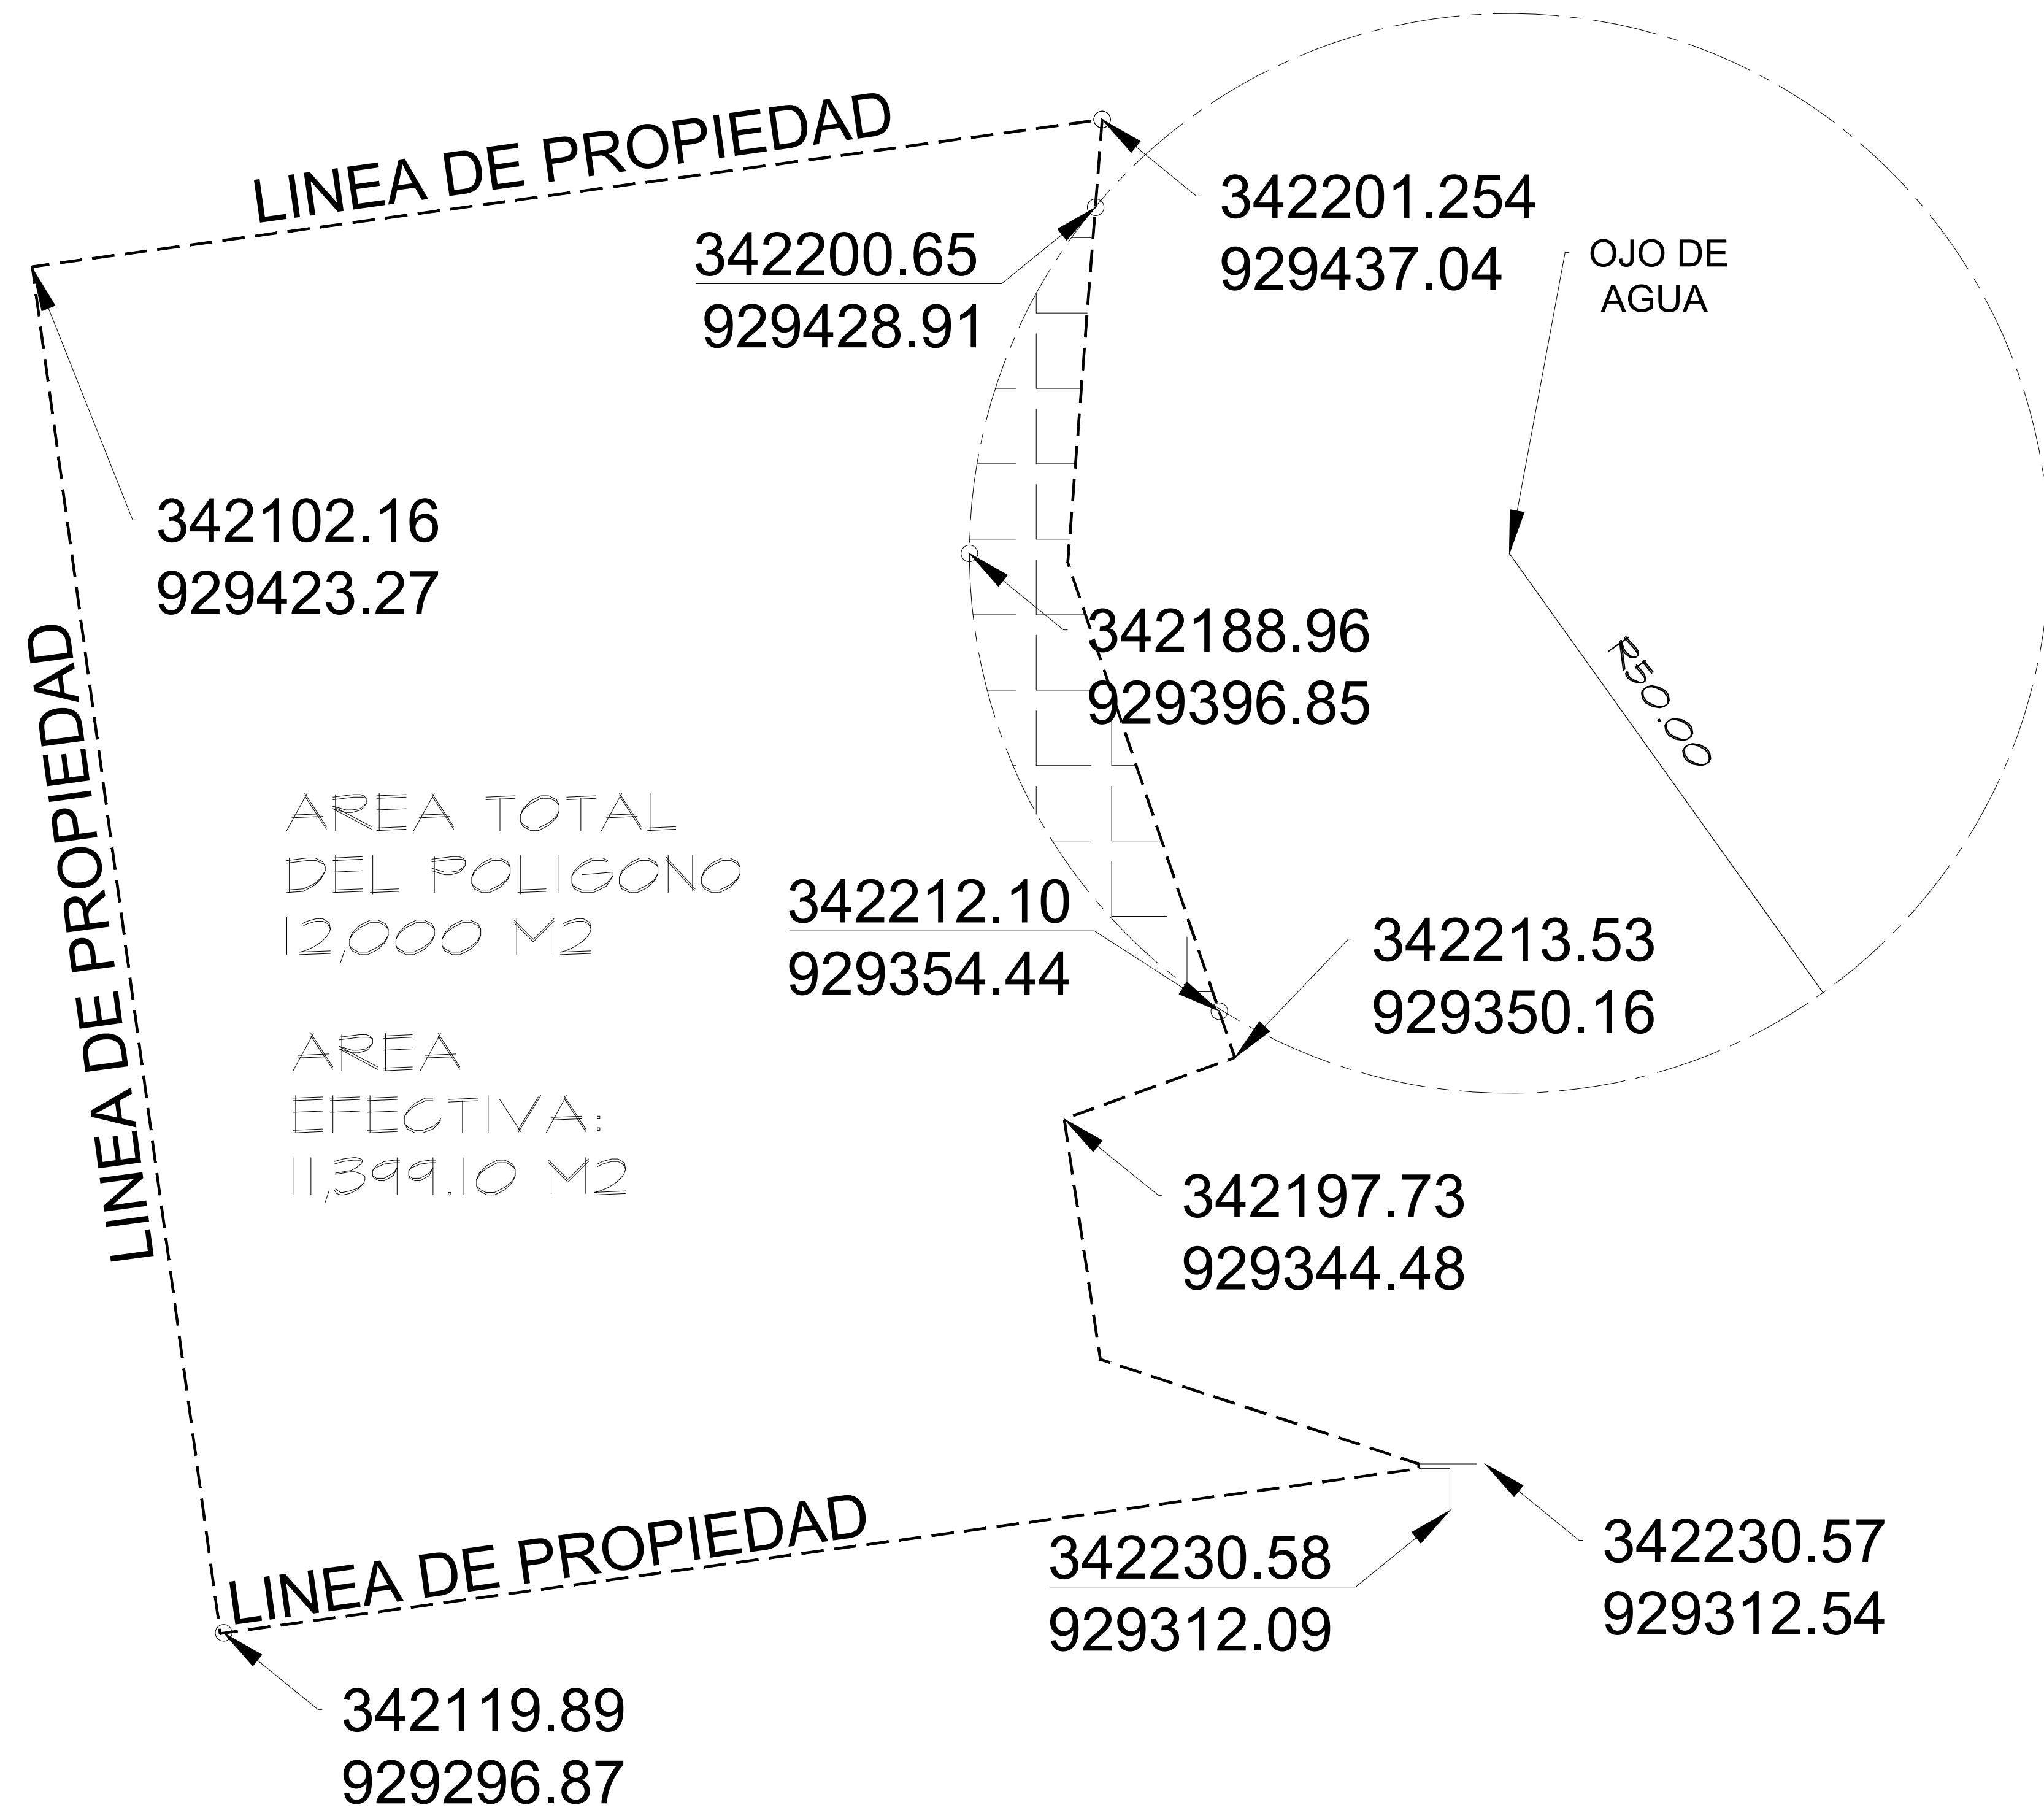 LINEA DE PROPIEDAD
342201.254
929437.04
342200.65
929428.91
OJO DE
AGUA
342102.16
929423.27
342188.96
929396.85
R50.00
LINEA DE PROPIEDAD
AREA TOTAL
DEL POLIGONO
12,000 M2
342212.10
929354.44
342213.53
929350.16
AREA
EFECTIVA:
11,399.10 M2
342197.73
929344.48
LINEA DE PROPIEDAD
342230.58
929312.09
342230.57
929312.54
342119.89
929296.87